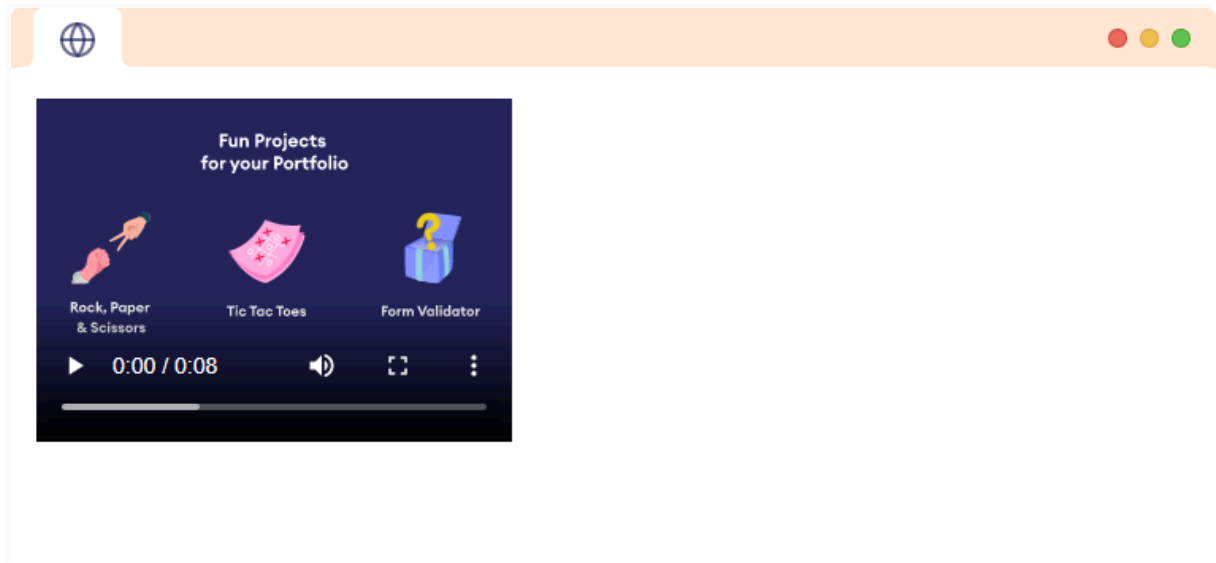 Fun Projects
for your Portfolio
Rock, Paper
& Scissors
Tic Tac Toes
Form Validator
0:00 / 0:08